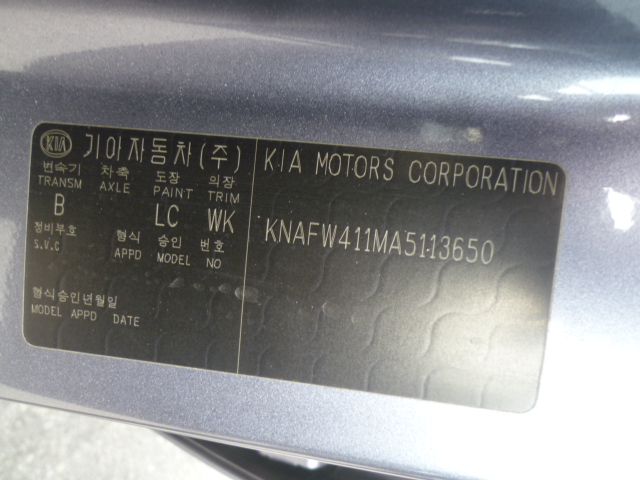 KIA 기아자동차(주)
변속기 차축 도장 의장
TRANSM AXLE PAINT TRIM
B LC WK
정비부호 형식 승인 번호
S.V.C APPD MODEL NO
형식승인년월일
MODEL APPD DATE
KIA MOTORS CORPORATION
KNAFW411MA5113650